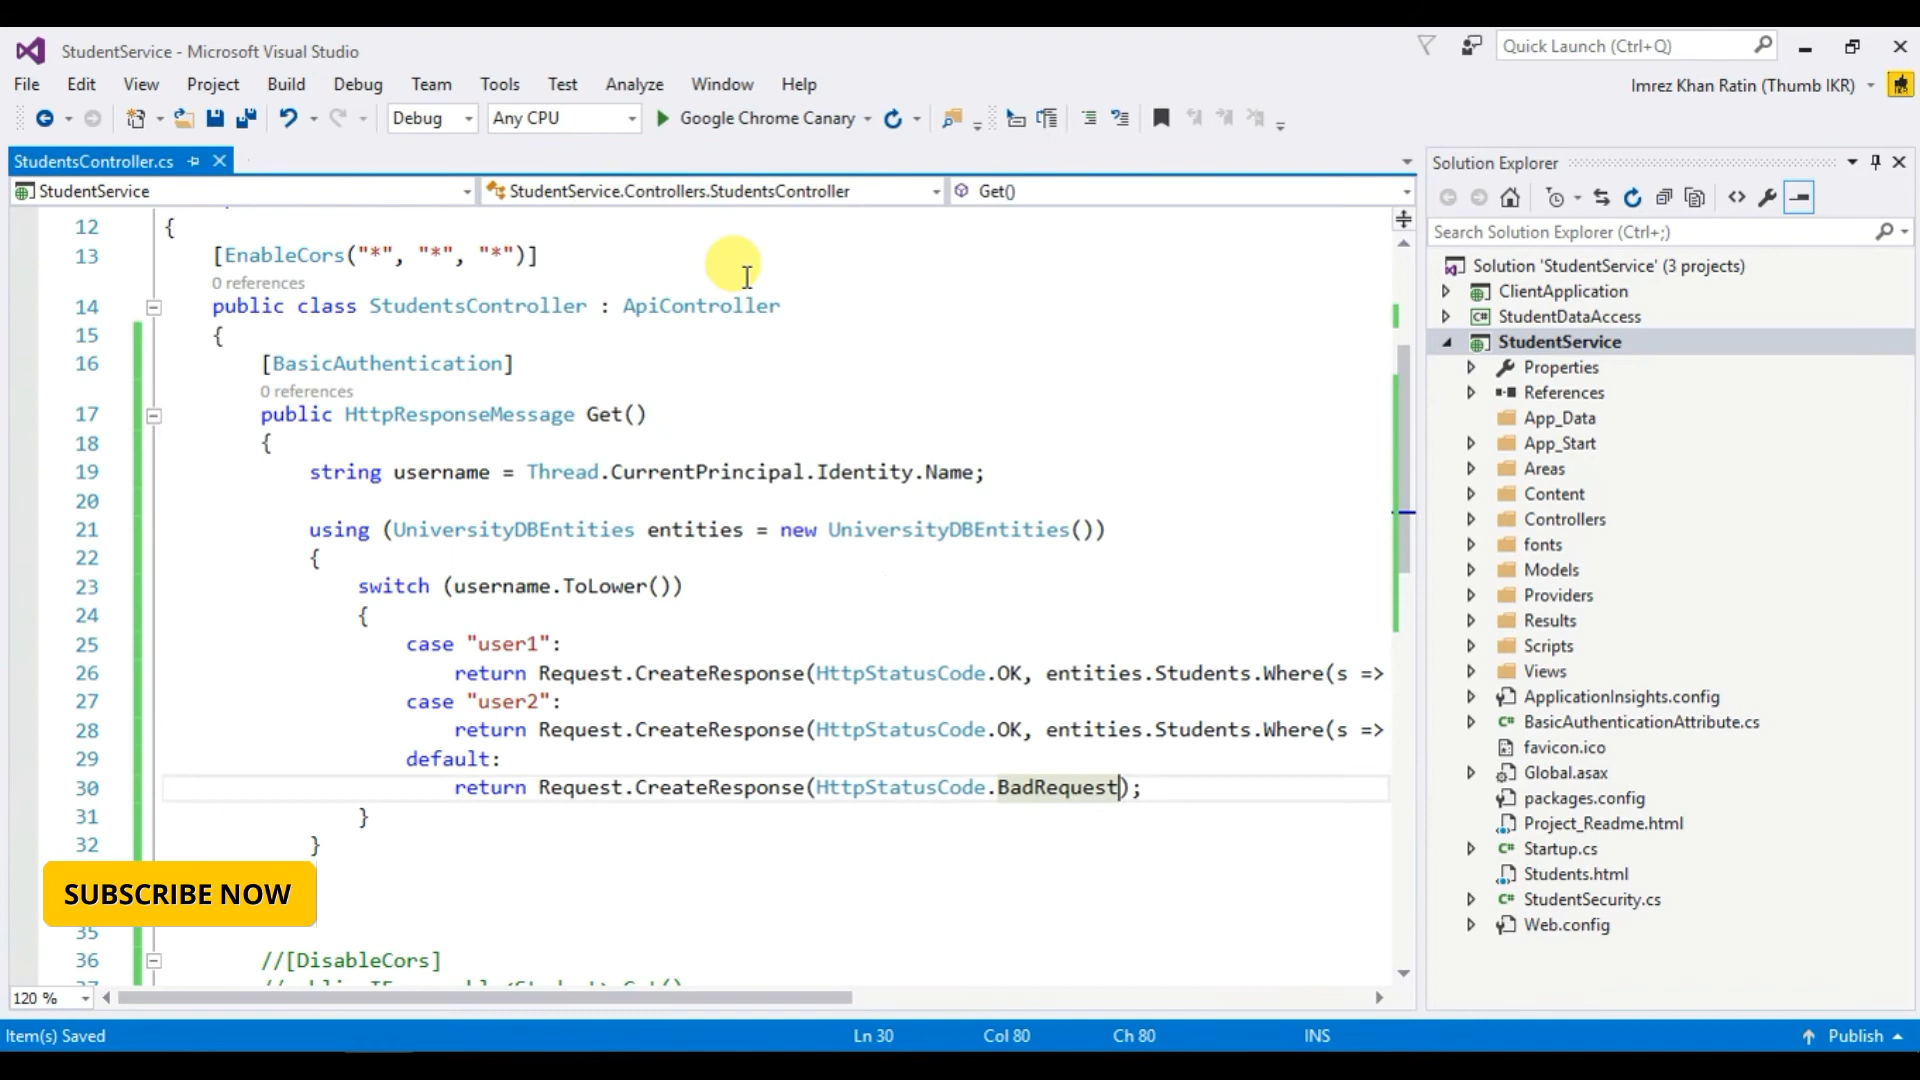 StudentService - Microsoft Visual Studio
Quick Launch (Ctrl+Q)
File Edit View Project Build Debug Team Tools Test Analyze Window Help
Imrez Khan Ratin (Thumb IKR)
Debug Any CPU Google Chrome Canary
StudentsController.cs
StudentService StudentService.Controllers.StudentsController Get()
12 {
13 [EnableCors("*", "*", "*")]
0 references
14 public class StudentsController : ApiController
15 {
16 [BasicAuthentication]
0 references
17 public HttpResponseMessage Get()
18 {
19 string username = Thread.CurrentPrincipal.Identity.Name;
20
21 using (UniversityDBEntities entities = new UniversityDBEntities())
22 {
23 switch (username.ToLower())
24 {
25 case "user1":
26 return Request.CreateResponse(HttpStatusCode.OK, entities.Students.Where(s =>
27 case "user2":
28 return Request.CreateResponse(HttpStatusCode.OK, entities.Students.Where(s =>
29 default:
30 return Request.CreateResponse(HttpStatusCode.BadRequest);
31 }
32 }
SUBSCRIBE NOW
35
36 //[DisableCors]
120 %
Solution Explorer
Search Solution Explorer (Ctrl+;)
Solution 'StudentService' (3 projects)
ClientApplication
StudentDataAccess
StudentService
Properties
References
App_Data
App_Start
Areas
Content
Controllers
fonts
Models
Providers
Results
Scripts
Views
ApplicationInsights.config
BasicAuthenticationAttribute.cs
favicon.ico
Global.asax
packages.config
Project_Readme.html
Startup.cs
Students.html
StudentSecurity.cs
Web.config
Item(s) Saved Ln 30 Col 80 Ch 80 INS Publish